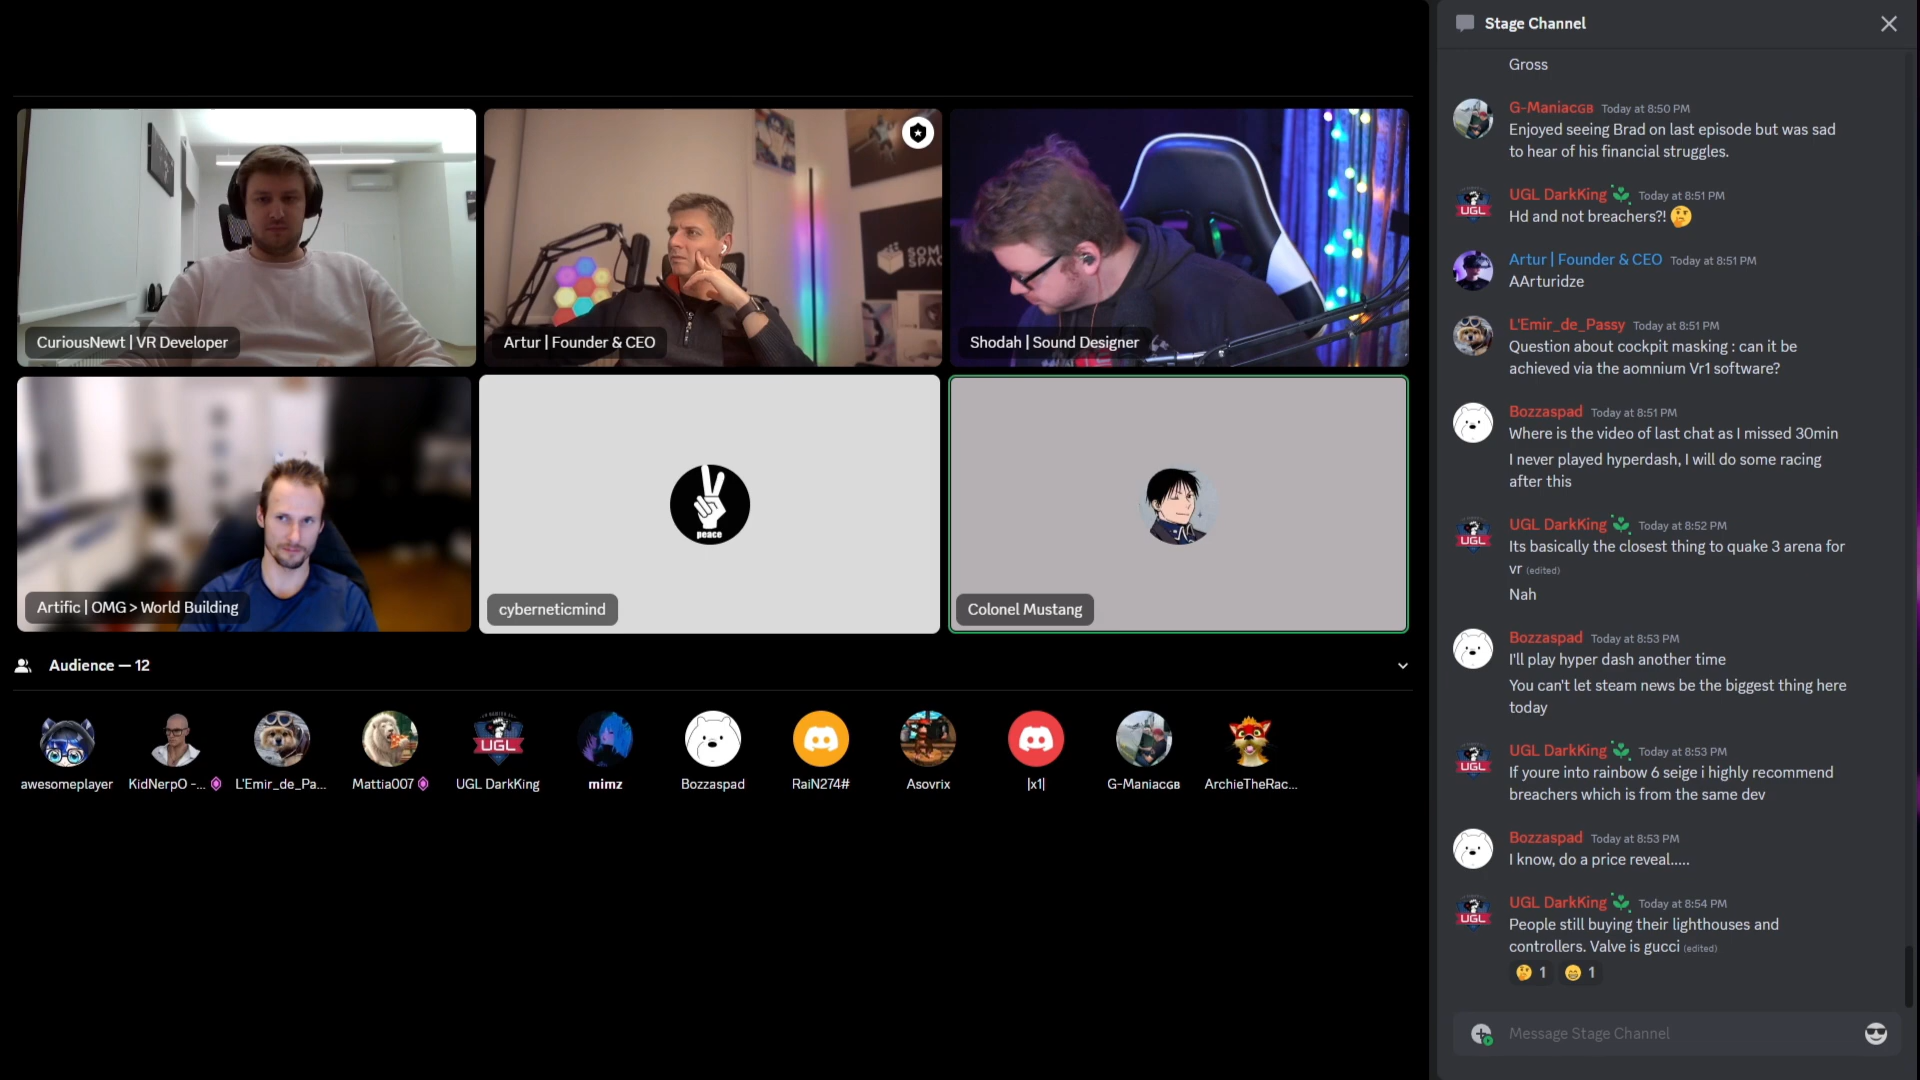 SOM
SPAC
CuriousNewt | VR Developer
Artur | Founder & CEO
Shodah | Sound Designer
Artific | OMG > World Building
peace
cyberneticmind
Colonel Mustang
Audience — 12
UGL
awesomeplayer
KidNerpO -...
L'Emir_de_Pa...
Mattia007
UGL DarkKing
mimz
Bozzaspad
RaiN274#
Asovrix
|x1|
G-ManiacGB
ArchieTheRac...
Stage Channel
Gross
G-ManiacGB Today at 8:50 PM
Enjoyed seeing Brad on last episode but was sad
to hear of his financial struggles.
UGL DarkKing Today at 8:51 PM
UGL
Hd and not breachers?! 🤔
Artur | Founder & CEO Today at 8:51 PM
AArturidze
L'Emir_de_Passy Today at 8:51 PM
Question about cockpit masking : can it be
achieved via the aomnium Vr1 software?
Bozzaspad Today at 8:51 PM
Where is the video of last chat as I missed 30min
I never played hyperdash, I will do some racing
after this
UGL DarkKing Today at 8:52 PM
UGL
Its basically the closest thing to quake 3 arena for
vr (edited)
Nah
Bozzaspad Today at 8:53 PM
I'll play hyper dash another time
You can't let steam news be the biggest thing here
today
UGL DarkKing Today at 8:53 PM
UGL
If youre into rainbow 6 seige i highly recommend
breachers which is from the same dev
Bozzaspad Today at 8:53 PM
I know, do a price reveal.....
UGL DarkKing Today at 8:54 PM
UGL
People still buying their lighthouses and
controllers. Valve is gucci (edited)
🤔 1 😁 1
Message Stage Channel